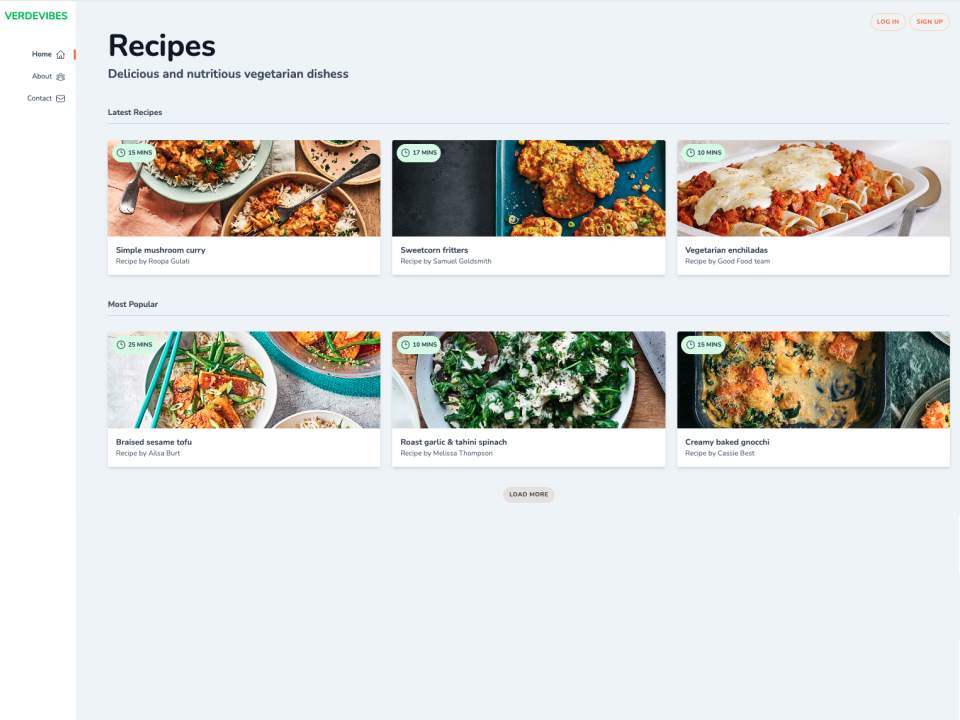 VERDEVIBES
Home
About
Contact
LOG IN
SIGN UP
Recipes
Delicious and nutritious vegetarian dishess
Latest Recipes
15 MINS
Simple mushroom curry
Recipe by Roopa Gulati
17 MINS
Sweetcorn fritters
Recipe by Samuel Goldsmith
10 MINS
Vegetarian enchiladas
Recipe by Good Food team
Most Popular
25 MINS
Braised sesame tofu
Recipe by Ailsa Burt
10 MINS
Roast garlic & tahini spinach
Recipe by Melissa Thompson
15 MINS
Creamy baked gnocchi
Recipe by Cassie Best
LOAD MORE